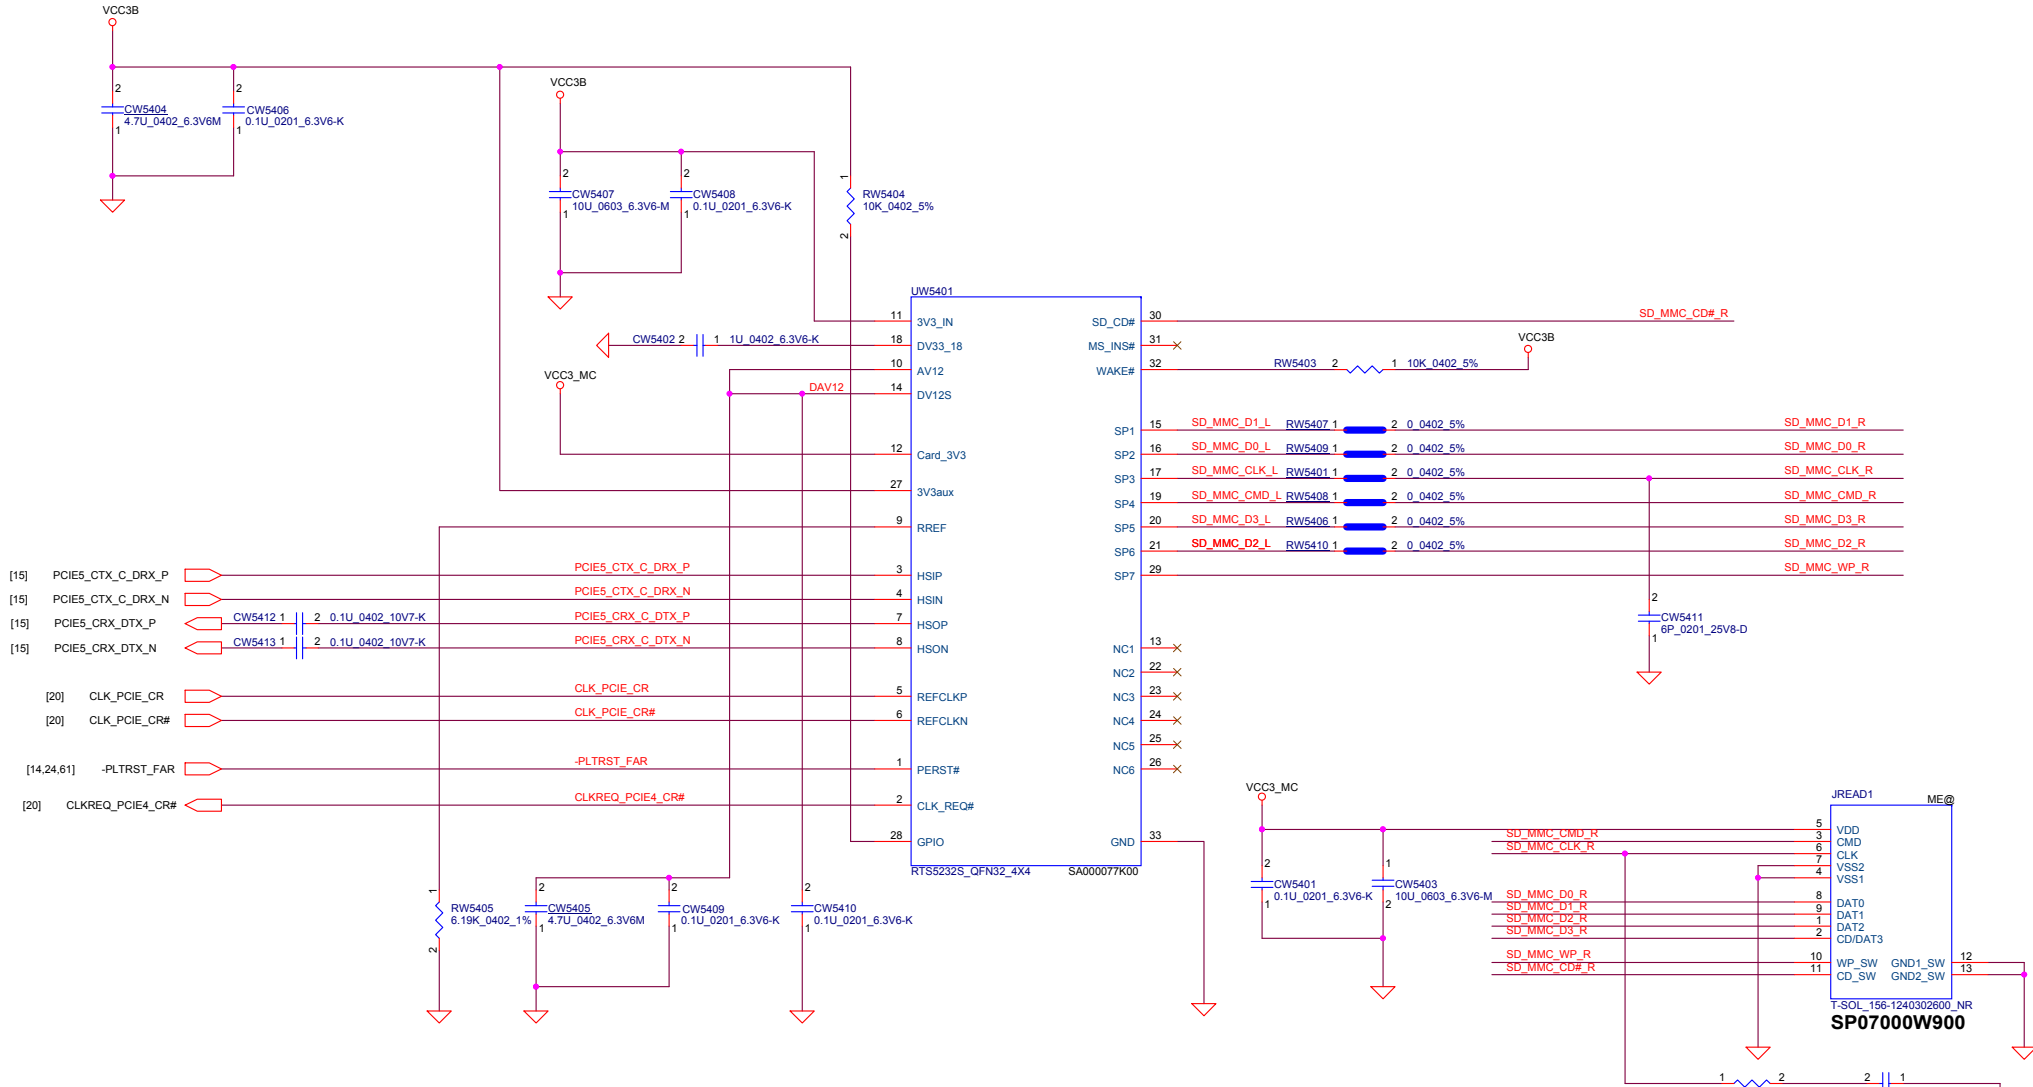 VCC3B
2
CW5404
4.7U_0402_6.3V6M
1
2
CW5406
0.1U_0201_6.3V6-K
1
VCC3B
2
CW5407
10U_0603_6.3V6-M
1
2
CW5408
0.1U_0201_6.3V6-K
1
1
RW5404
10K_0402_5%
2
UW5401
CW5402 2 1 1U_0402_6.3V6-K
VCC3_MC
DAV12
11 3V3_IN
18 DV33_18
10 AV12
14 DV12S
12 Card_3V3
27 3V3aux
9 RREF
3 HSIP
4 HSIN
7 HSOP
8 HSON
5 REFCLKP
6 REFCLKN
1 PERST#
2 CLK_REQ#
28 GPIO
SD_CD# 30 SD_MMC_CD#_R
MS_INS# 31
WAKE# 32 RW5403 2 1 10K_0402_5%
VCC3B
SP1 15 SD_MMC_D1_L RW5407 1 2 0_0402_5% SD_MMC_D1_R
SP2 16 SD_MMC_D0_L RW5409 1 2 0_0402_5% SD_MMC_D0_R
SP3 17 SD_MMC_CLK_L RW5401 1 2 0_0402_5% SD_MMC_CLK_R
SP4 19 SD_MMC_CMD_L RW5408 1 2 0_0402_5% SD_MMC_CMD_R
SP5 20 SD_MMC_D3_L RW5406 1 2 0_0402_5% SD_MMC_D3_R
SP6 21 SD_MMC_D2_L RW5410 1 2 0_0402_5% SD_MMC_D2_R
SP7 29 SD_MMC_WP_R
2
CW5411
6P_0201_25V8-D
1
NC1 13
NC2 22
NC3 23
NC4 24
NC5 25
NC6 26
GND 33
RTS5232S_QFN32_4X4 SA000077K00
[15] PCIE5_CTX_C_DRX_P PCIE5_CTX_C_DRX_P
[15] PCIE5_CTX_C_DRX_N PCIE5_CTX_C_DRX_N
[15] PCIE5_CRX_DTX_P CW5412 1 2 0.1U_0402_10V7-K PCIE5_CRX_C_DTX_P
[15] PCIE5_CRX_DTX_N CW5413 1 2 0.1U_0402_10V7-K PCIE5_CRX_C_DTX_N
[20] CLK_PCIE_CR CLK_PCIE_CR
[20] CLK_PCIE_CR# CLK_PCIE_CR#
[14,24,61] -PLTRST_FAR -PLTRST_FAR
[20] CLKREQ_PCIE4_CR# CLKREQ_PCIE4_CR#
1
RW5405
6.19K_0402_1%
2
2
CW5405
4.7U_0402_6.3V6M
1
2
CW5409
0.1U_0201_6.3V6-K
1
2
CW5410
0.1U_0201_6.3V6-K
1
VCC3_MC
2
CW5401
0.1U_0201_6.3V6-K
1
1
CW5403
10U_0603_6.3V6-M
2
JREAD1 ME@
5 VDD
SD_MMC_CMD_R 3 CMD
SD_MMC_CLK_R 6 CLK
7 VSS2
4 VSS1
SD_MMC_D0_R 8 DAT0
SD_MMC_D1_R 9 DAT1
SD_MMC_D2_R 1 DAT2
SD_MMC_D3_R 2 CD/DAT3
SD_MMC_WP_R 10 WP_SW GND1_SW 12
SD_MMC_CD#_R 11 CD_SW GND2_SW 13
T-SOL_156-1240302600_NR
SP07000W900
1 2 2 1